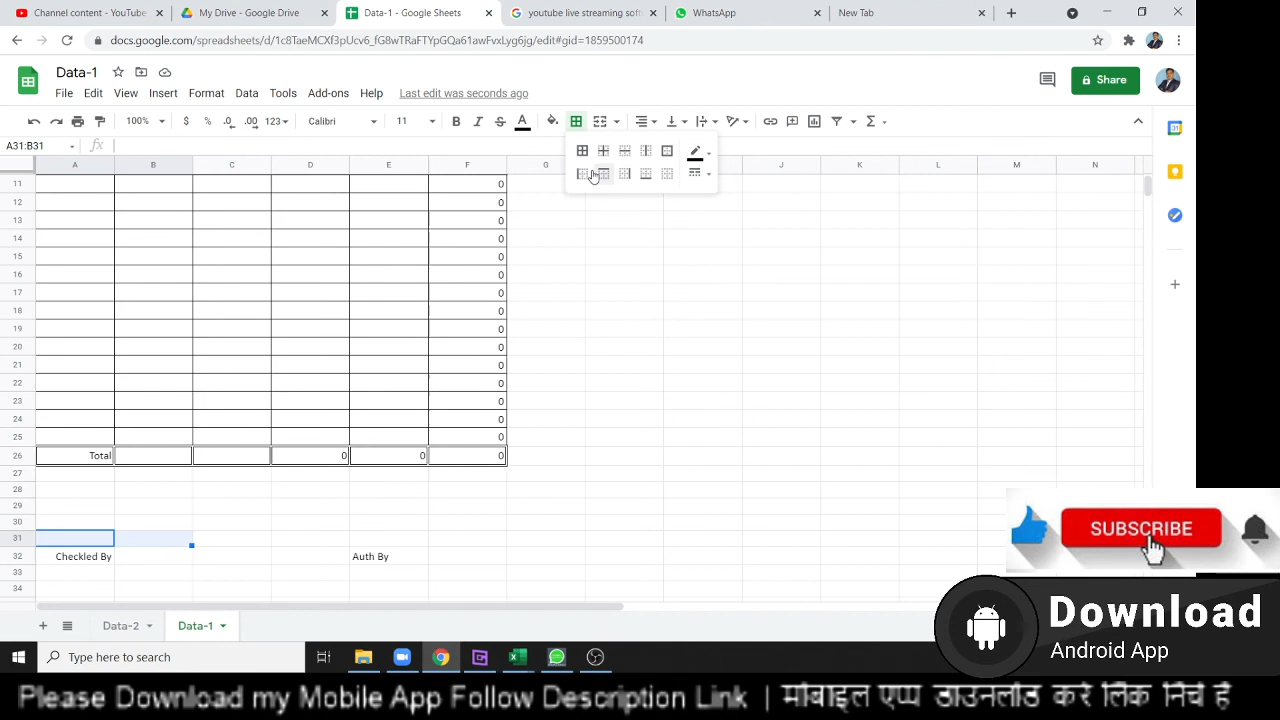 Channel content - YouTube
My Drive - Google Drive
Data-1 - Google Sheets
youtube live streaming soft
WhatsApp
New Tab
docs.google.com/spreadsheets/d/1c8TaeMCXf3pUcv6_fG8wTRaFTYpGQa61awFvxLyg6jg/edit#gid=1859500174
Data-1
Share
File Edit View Insert Format Data Tools Add-ons Help Last edit was seconds ago
100% $ % .0 .00 123 Calibri 11 B I S A
A31:B31 fx
A B C D E F G H I J K L M N
11 0
12 0
13 0
14 0
15 0
16 0
17 0
18 0
19 0
20 0
21 0
22 0
23 0
24 0
25 0
26 Total 0 0 0
27
28
29
30
31
32 Checkled By Auth By
33
34
SUBSCRIBE
Data-2 Data-1
Download
Android App
Type here to search
Please Download my Mobile App Follow Description Link | मोबाइल एप्प डाउनलोड करे लिंक निचे है